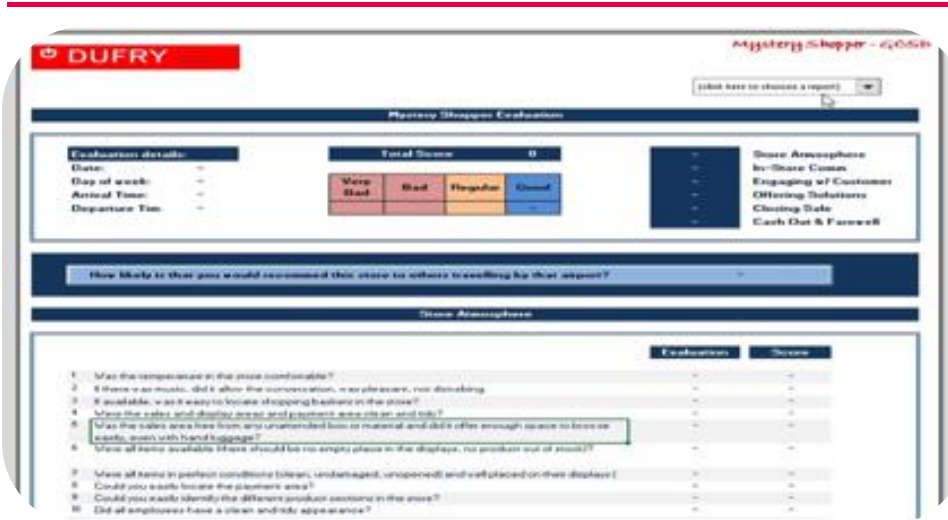 DUFRY
Mystery Shopper - GOSD
(click here to choose a report)
Mystery Shopper Evaluation
Evaluation details:
Date: -
Day of week: -
Arrival Time: -
Departure Tim -
Total Score 0
Very Bad Bad Regular Good
-
- Store Atmosphere
- In-Store Comm
- Engaging w/ Customer
- Offering Solutions
- Closing Sale
- Cash Out & Farewell
How likely is that you would recommend this store to others travelling by that airport? -
Store Atmosphere
Evaluation Score
1 Was the temperature in the store comfortable? - -
2 If there was music, did it allow the conversation, was pleasant, not disturbing. - -
3 If available, was it easy to locate shopping baskets in the store? - -
4 Were the sales and display areas and payment area clean and tidy? - -
5 Was the sales area free from any unattended box or material and did it offer enough space to browse
easily, even with hand luggage? - -
6 Were all items available (there should be no empty place in the displays, no product out of stock)? - -
7 Were all items in perfect conditions (clean, undamaged, unopened) and well placed on their displays? - -
8 Could you easily locate the payment area? - -
9 Could you easily identify the different product sections in the store? - -
10 Did all employees have a clean and tidy appearance? - -